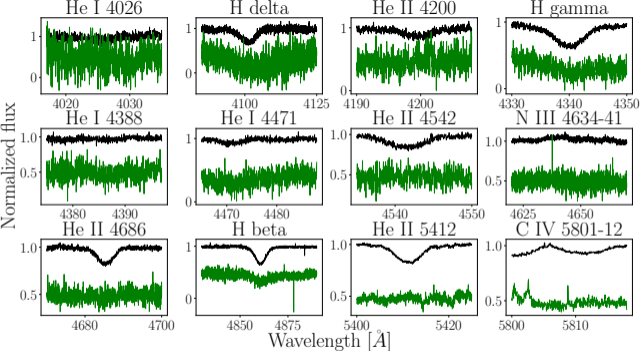 He I 4026 H delta He II 4200 H gamma
1 0 1 0 1 0 1 0
4020 4030 4100 4125 4190 4200 4330 4340 4350
He I 4388 He I 4471 He II 4542 N III 4634-41
1.0 0.5 1 0 1.0 0.5 1.0 0.5
4380 4390 4470 4480 4540 4550 4625 4650
He II 4686 H beta He II 5412 C IV 5801-12
1.0 0.5 1 0 1.0 0.5 1.0 0.5
4680 4700 4850 4875 5400 5420 5800 5810
Normalized flux
Wavelength [Å]